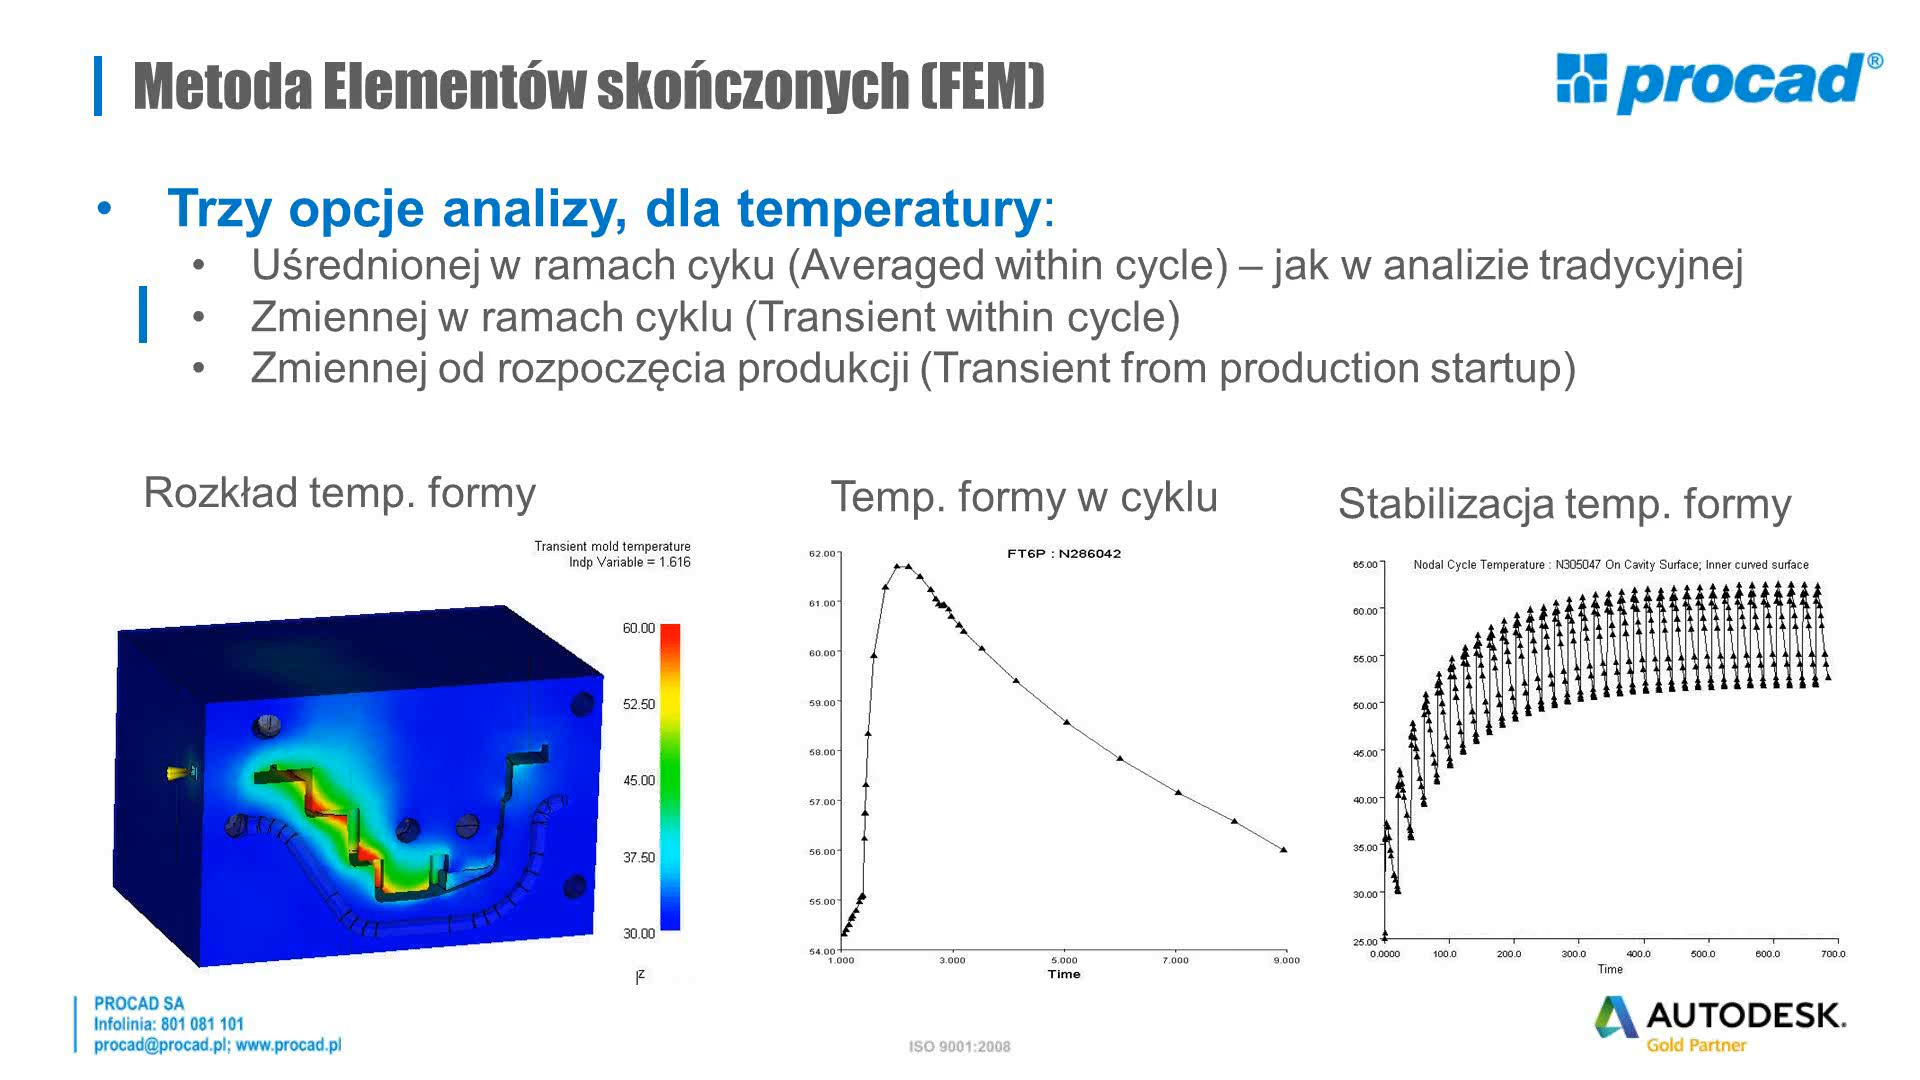 Metoda Elementów skończonych (FEM)
procad®
• Trzy opcje analizy, dla temperatury:
• Uśrednionej w ramach cyku (Averaged within cycle) – jak w analizie tradycyjnej
• Zmiennej w ramach cyklu (Transient within cycle)
• Zmiennej od rozpoczęcia produkcji (Transient from production startup)
Rozkład temp. formy
Transient mold temperature
Indp Variable = 1.616
60.00
52.50
45.00
37.50
30.00
Z
Temp. formy w cyklu
FT6P : N286042
62.00
61.00
60.00
59.00
58.00
57.00
56.00
55.00
54.00
1.000 3.000 5.000 7.000 9.000
Time
Stabilizacja temp. formy
Nodal Cycle Temperature : N305047 On Cavity Surface; Inner curved surface
65.00
60.00
55.00
50.00
45.00
40.00
35.00
30.00
25.00
0.0000 100.0 200.0 300.0 400.0 500.0 600.0 700.0
Time
PROCAD SA
Infolinia: 801 081 101
procad@procad.pl; www.procad.pl
ISO 9001:2008
AUTODESK.
Gold Partner